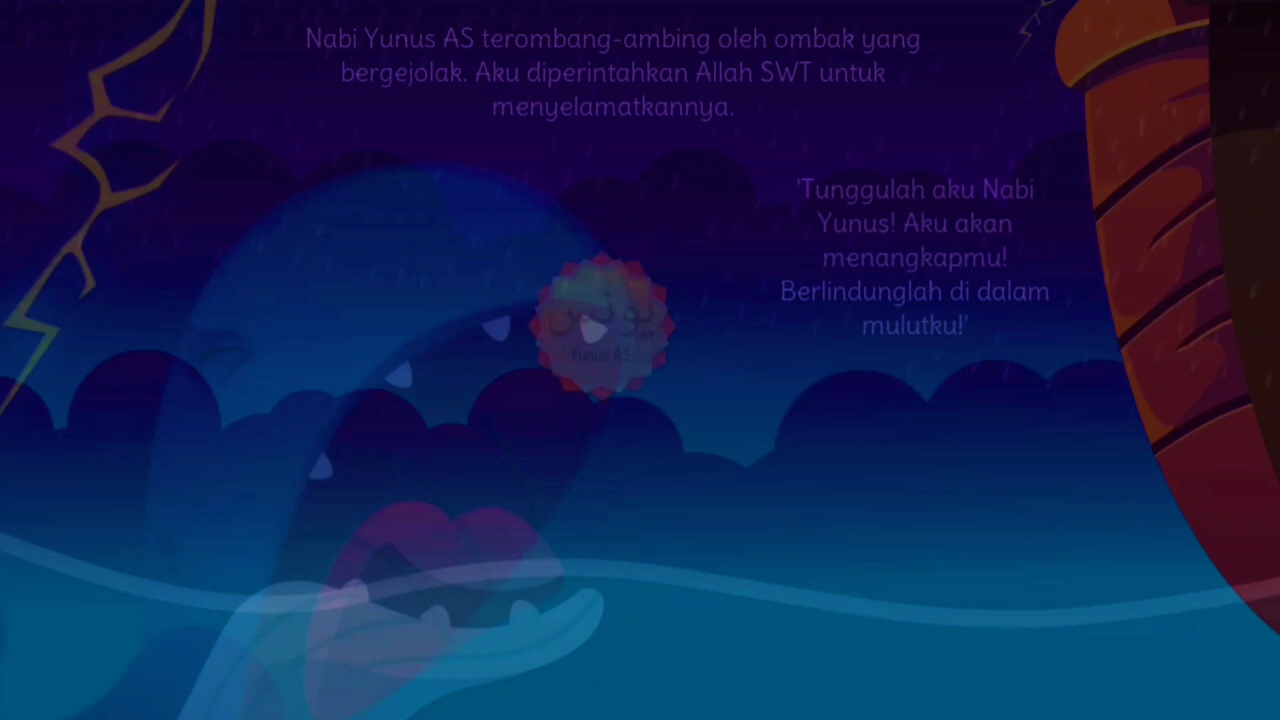 Nabi Yunus AS terombang-ambing oleh ombak yang
bergejolak. Aku diperintahkan Allah SWT untuk
menyelamatkannya.
'Tunggulah aku Nabi
Yunus! Aku akan
menangkapmu!
Berlindunglah di dalam
mulutku!'
يونس
Yunus AS